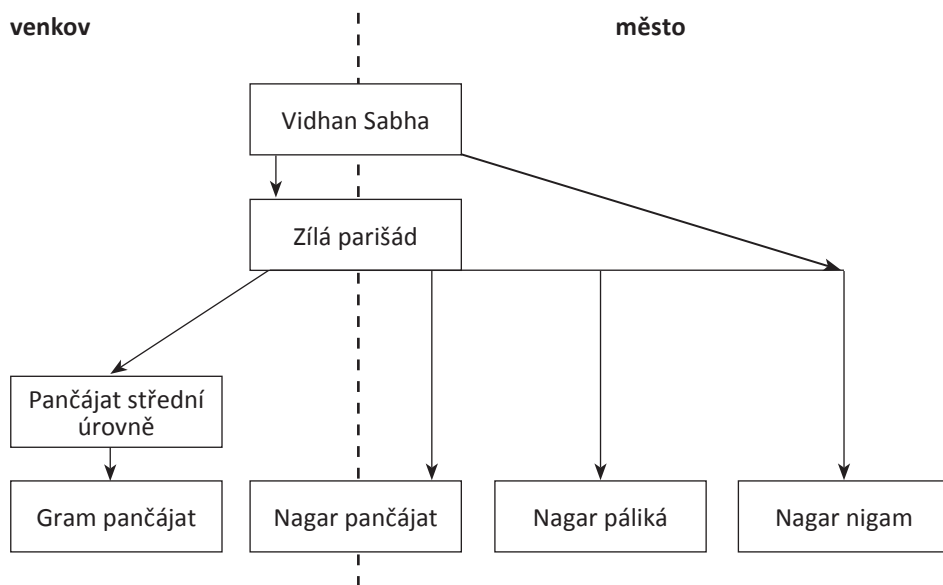 venkov
město
Vidhan Sabha
Zílá parišád
Pančájat střední
úrovně
Gram pančájat
Nagar pančájat
Nagar páliká
Nagar nigam